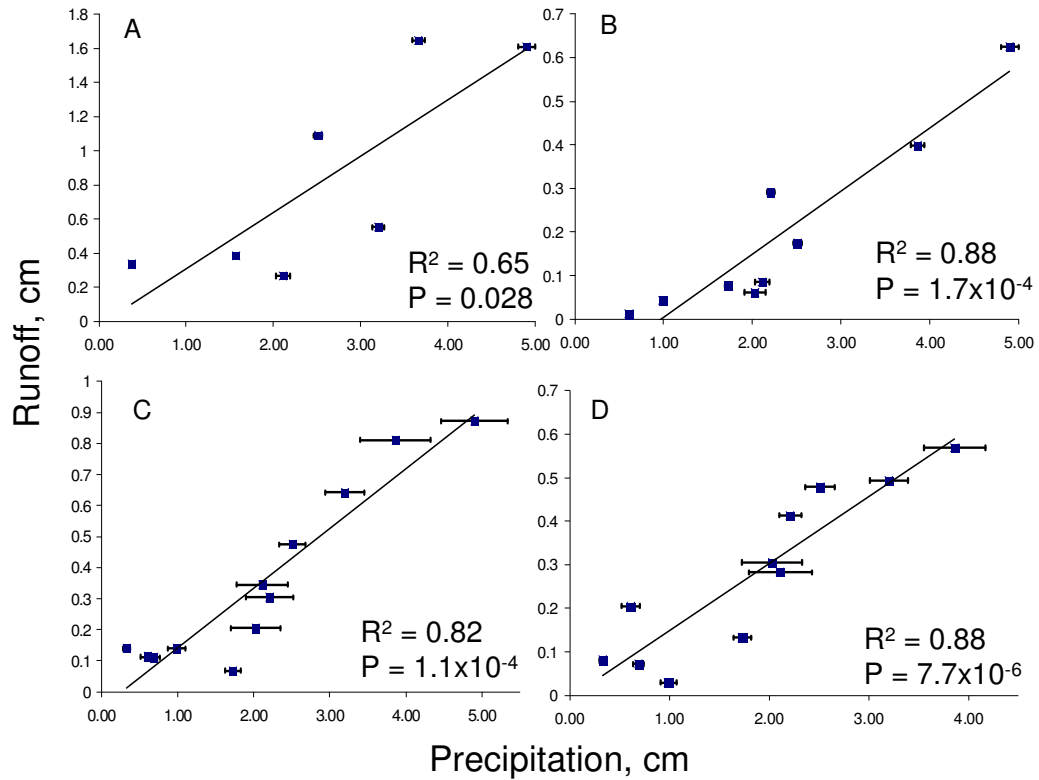 A
1.8
1.6
1.4
1.2
1
0.8
0.6
0.4
0.2
0
0.00 1.00 2.00 3.00 4.00 5.00
R² = 0.65
P = 0.028
B
0.7
0.6
0.5
0.4
0.3
0.2
0.1
0
0.00 1.00 2.00 3.00 4.00 5.00
R² = 0.88
P = 1.7x10⁻⁴
Runoff, cm
C
1
0.9
0.8
0.7
0.6
0.5
0.4
0.3
0.2
0.1
0
0.00 1.00 2.00 3.00 4.00 5.00
R² = 0.82
P = 1.1x10⁻⁴
D
0.7
0.6
0.5
0.4
0.3
0.2
0.1
0
0.00 1.00 2.00 3.00 4.00
R² = 0.88
P = 7.7x10⁻⁶
Precipitation, cm